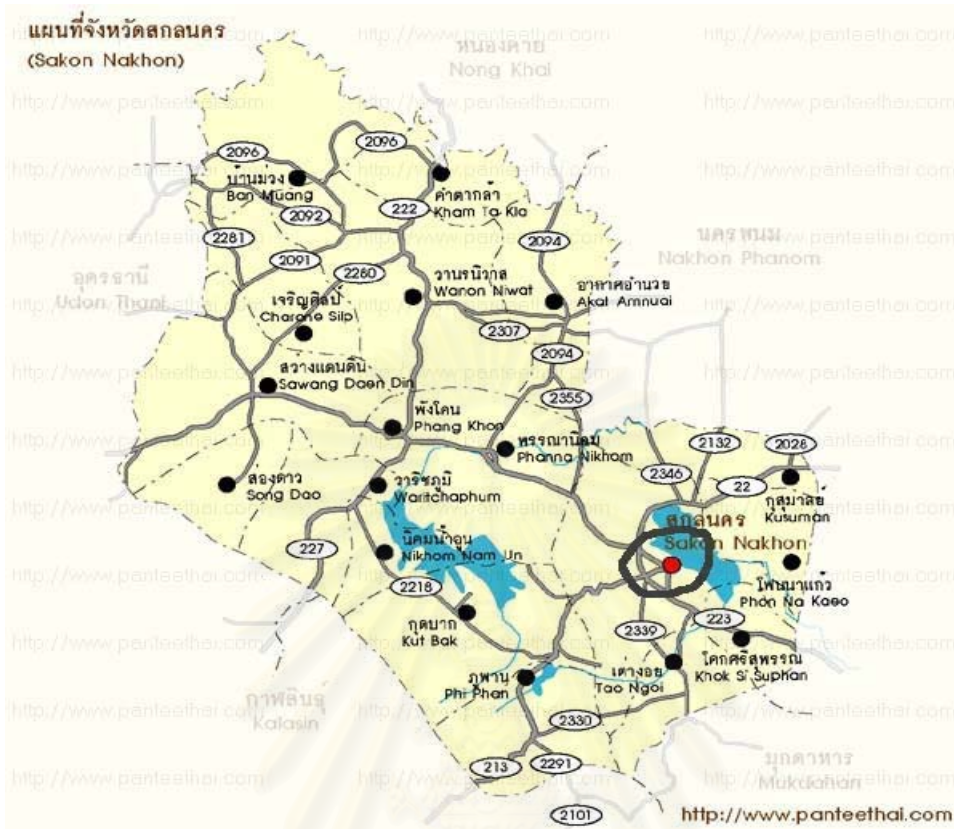 แผนที่จังหวัดสกลนคร
(Sakon Nakhon)
http://www.panteethai.com
หนองคาย
Nong Khai
2096
2096
บ้านม่วง
Ban Muang
คำตากล้า
Kham Ta Kla
2092
222
2281
2094
2091
2280
นครพนม
Nakhon Phanom
อุดรธานี
Udon Thani
วานรนิวาส
Wanon Niwat
อากาศอำนวย
Akat Amnuai
เจริญศิลป์
Charone Silp
2307
2094
สว่างแดนดิน
Sawang Daen Din
2355
พังโคน
Phang Khon
พรรณานิคม
Phanna Nikhom
2132
2028
2346
22
ส่องดาว
Song Dao
วาริชภูมิ
Waritchaphum
กุสุมาลย์
Kusuman
สกลนคร
Sakon Nakhon
227
นิคมน้ำอูน
Nikhom Nam Un
2218
โพนนาแก้ว
Phon Na Kaeo
กุดบาก
Kut Bak
223
2339
โคกศรีสุพรรณ
Khok Si Suphan
เต่างอย
Tao Ngoi
ภูพาน
Phi Phan
กาฬสินธุ์
Kalasin
2330
213
2291
มุกดาหาร
Mukdahan
2101
http://www.panteethai.com